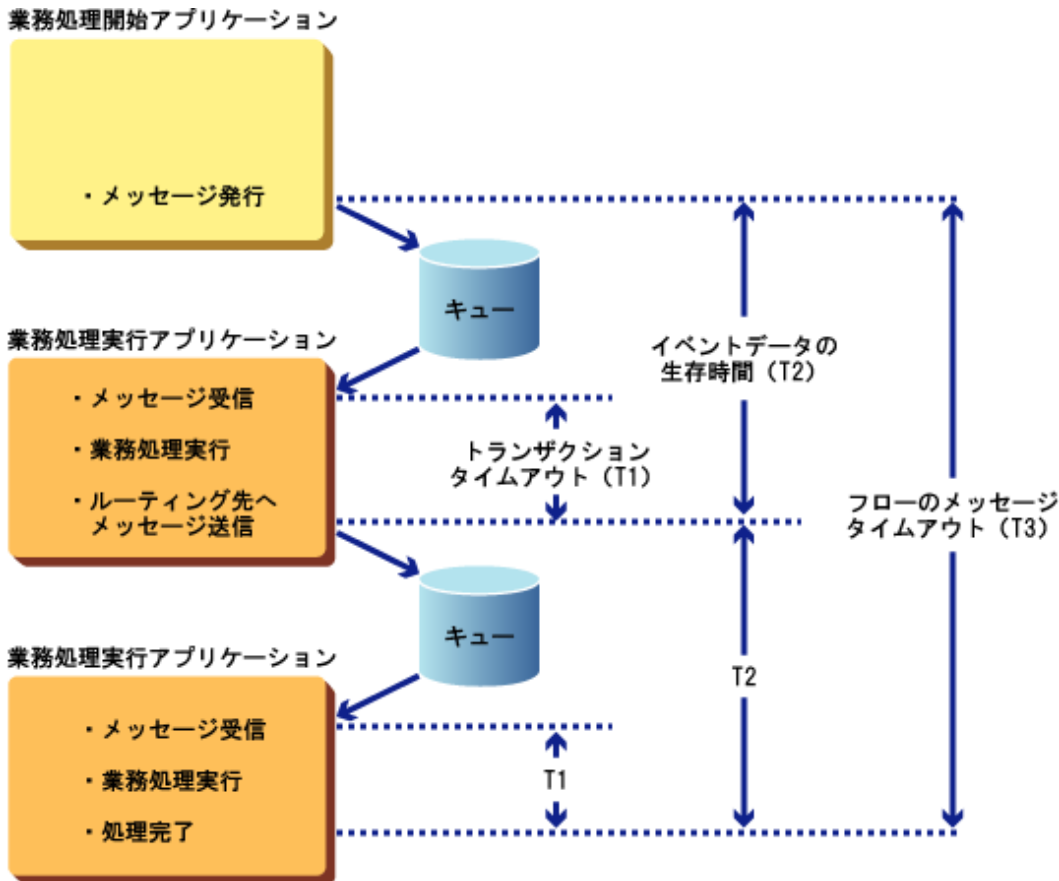 業務処理開始アプリケーション
・メッセージ発行
キュー
業務処理実行アプリケーション
・メッセージ受信
・業務処理実行
・ルーティング先へ
メッセージ送信
イベントデータの
生存時間（T2）
トランザクション
タイムアウト（T1）
フローのメッセージ
タイムアウト（T3）
キュー
業務処理実行アプリケーション
・メッセージ受信
・業務処理実行
・処理完了
T1
T2